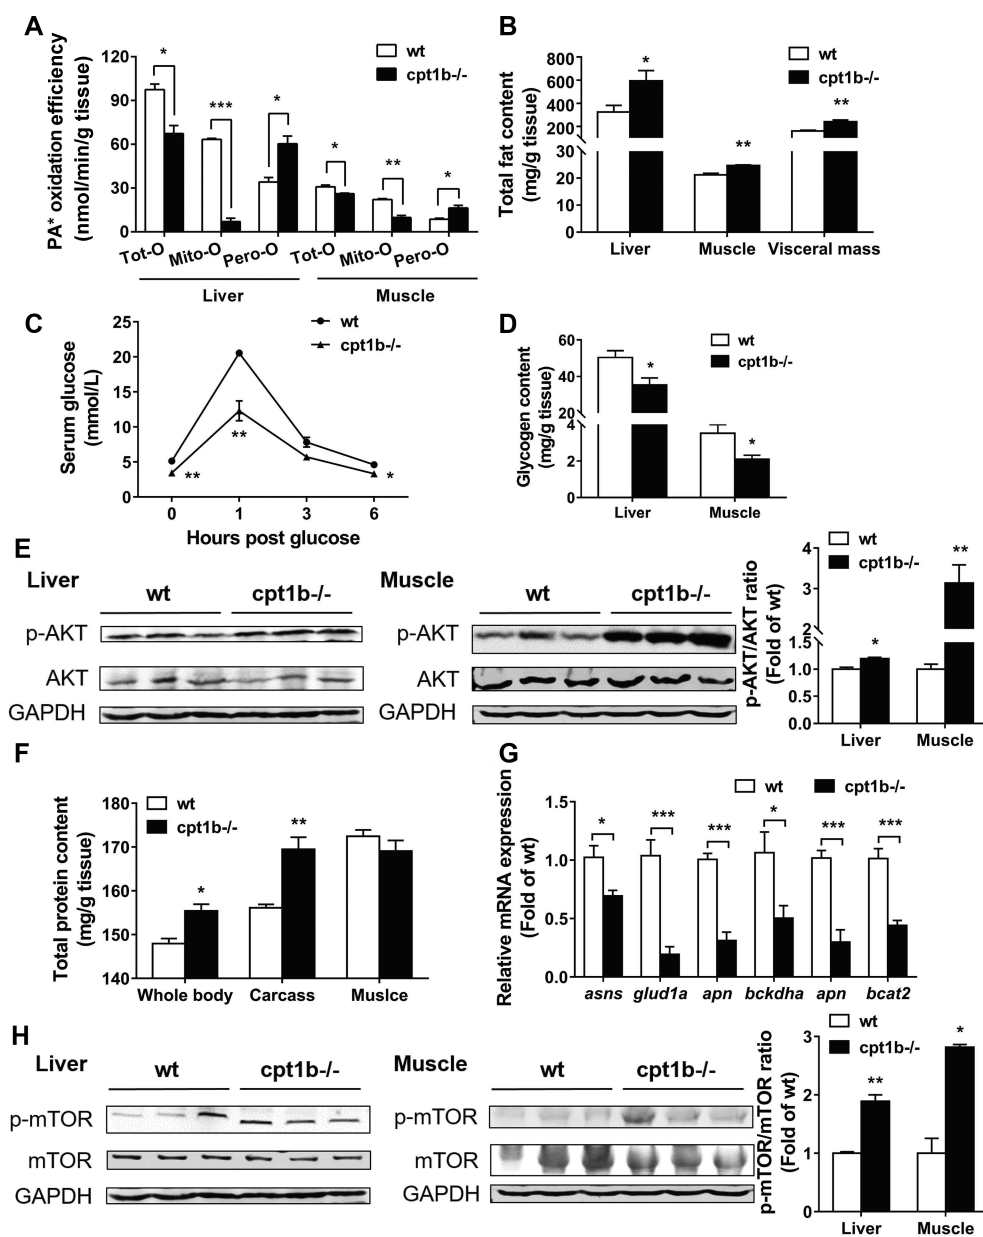 A
PA* oxidation efficiency
(nmol/min/g tissue)
120
90
60
30
0
wt
cpt1b-/-
*
***
*
*
**
*
Tot-O
Mito-O
Pero-O
Tot-O
Mito-O
Pero-O
Liver
Muscle
B
Total fat content
(mg/g tissue)
800
600
400
200
30
20
10
0
wt
cpt1b-/-
*
**
**
Liver
Muscle
Visceral mass
C
Serum glucose
(mmol/L)
25
20
15
10
5
0
wt
cpt1b-/-
**
**
*
0
1
3
6
Hours post glucose
D
Glycogen content
(mg/g tissue)
60
40
20
4
2
0
wt
cpt1b-/-
*
*
Liver
Muscle
E
Liver
wt
cpt1b-/-
p-AKT
AKT
GAPDH
Muscle
wt
cpt1b-/-
p-AKT
AKT
GAPDH
p-AKT/AKT ratio
(Fold of wt)
4
3
2
1.5
1.0
0.5
0.0
wt
cpt1b-/-
*
**
Liver
Muscle
F
Total protein content
(mg/g tissue)
180
170
160
150
140
wt
cpt1b-/-
*
**
Whole body
Carcass
Muslce
G
Relative mRNA expression
(Fold of wt)
1.5
1.0
0.5
0.0
wt
cpt1b-/-
*
***
***
*
***
***
asns
glud1a
apn
bckdha
apn
bcat2
H
Liver
wt
cpt1b-/-
p-mTOR
mTOR
GAPDH
Muscle
wt
cpt1b-/-
p-mTOR
mTOR
GAPDH
p-mTOR/mTOR ratio
(Fold of wt)
3
2
1
0
wt
cpt1b-/-
**
*
Liver
Muscle